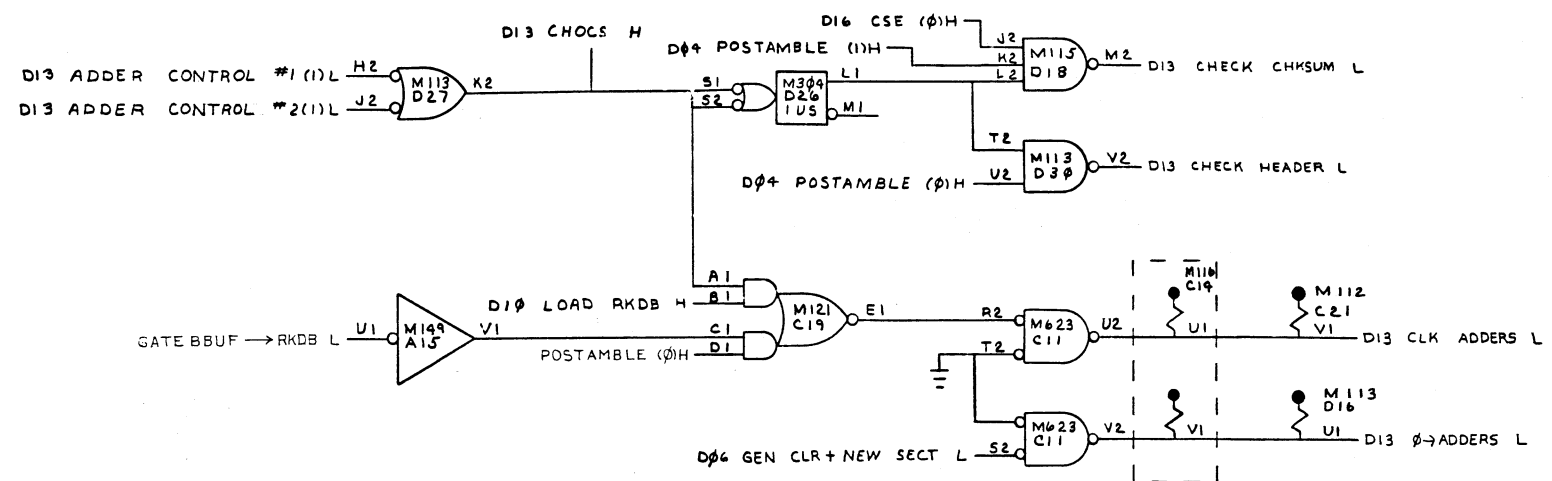 D13 CHOCS H
D16 CSE (Ø)H
DØ4 POSTAMBLE (1)H
J2
K2
L2
M115
D18
M2
D13 CHECK CHKSUM L
D13 ADDER CONTROL #1(1)L
H2
D13 ADDER CONTROL #2(1)L
J2
M113
D27
K2
S1
S2
M3Ø4
D26
1US
L1
M1
T2
DØ4 POSTAMBLE (Ø)H
U2
M113
D3Ø
V2
D13 CHECK HEADER L
A1
D1Ø LOAD RKDB H
B1
C1
POSTAMBLE (Ø)H
D1
M121
C19
E1
GATE BBUF → RKDB L
U1
M149
A15
V1
R2
T2
M623
C11
U2
M116
C14
U1
M112
C21
V1
D13 CLK ADDERS L
DØ6 GEN CLR + NEW SECT L
S2
M623
C11
V2
V1
M113
D16
U1
D13 Ø→ADDERS L